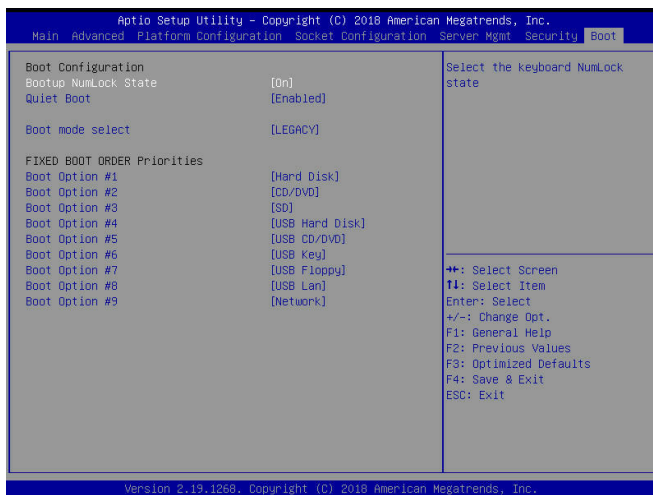 Aptio Setup Utility – Copyright (C) 2018 American Megatrends, Inc.
Main Advanced Platform Configuration Socket Configuration Server Mgmt Security Boot
Boot Configuration
Bootup NumLock State [On]
Quiet Boot [Enabled]
Boot mode select [LEGACY]
FIXED BOOT ORDER Priorities
Boot Option #1 [Hard Disk]
Boot Option #2 [CD/DVD]
Boot Option #3 [SD]
Boot Option #4 [USB Hard Disk]
Boot Option #5 [USB CD/DVD]
Boot Option #6 [USB Key]
Boot Option #7 [USB Floppy]
Boot Option #8 [USB Lan]
Boot Option #9 [Network]
Select the keyboard NumLock
state
→←: Select Screen
↑↓: Select Item
Enter: Select
+/-: Change Opt.
F1: General Help
F2: Previous Values
F3: Optimized Defaults
F4: Save & Exit
ESC: Exit
Version 2.19.1268. Copyright (C) 2018 American Megatrends, Inc.